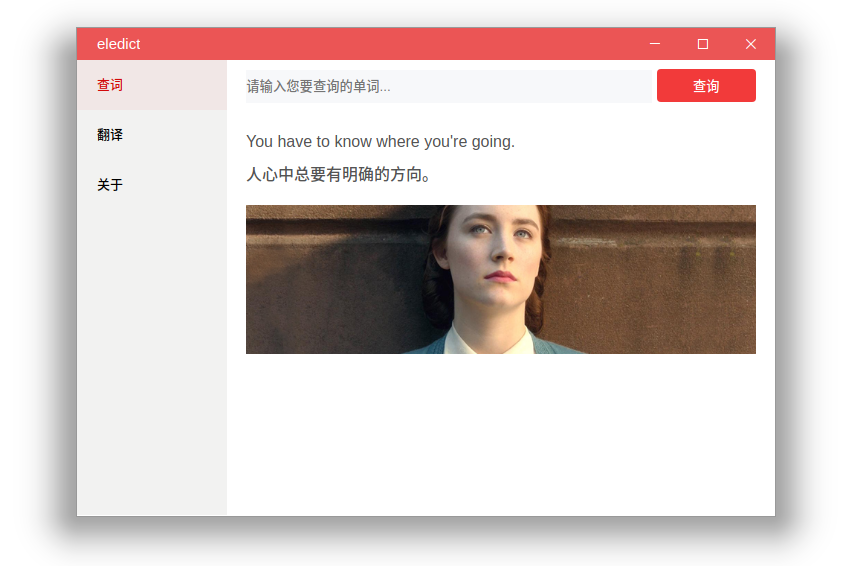 eledict
查词
翻译
关于
请输入您要查询的单词...
查询
You have to know where you're going.
人心中总要有明确的方向。